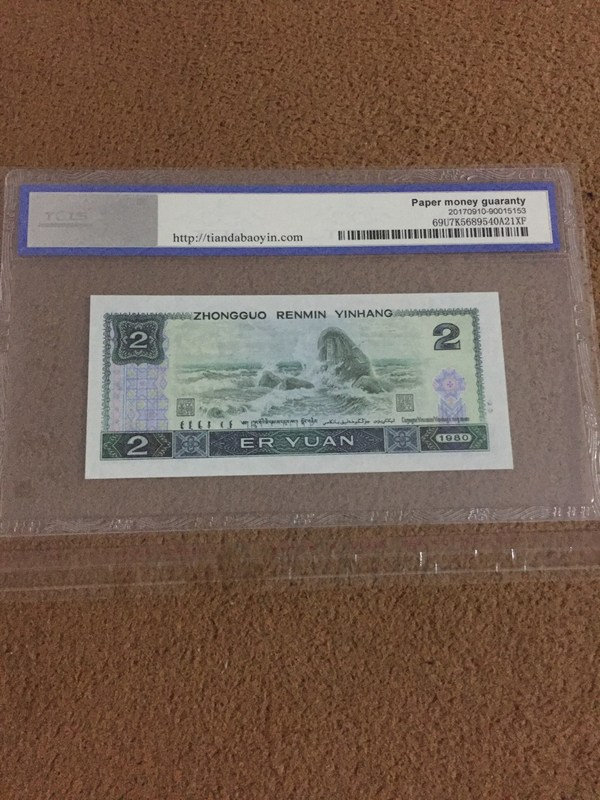 Paper money guaranty
20170910-90015153
69U7K5689540A21XF
http://tiandabaoyin.com
ZHONGGUO RENMIN YINHANG
2
2
2
ER YUAN
1980